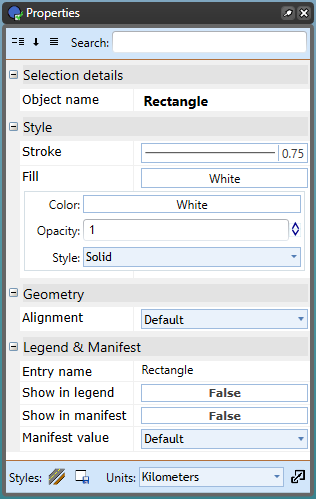 Properties
Search:
Selection details
Object name Rectangle
Style
Stroke 0.75
Fill White
Color: White
Opacity: 1
Style: Solid
Geometry
Alignment Default
Legend & Manifest
Entry name Rectangle
Show in legend False
Show in manifest False
Manifest value Default
Styles: Units: Kilometers